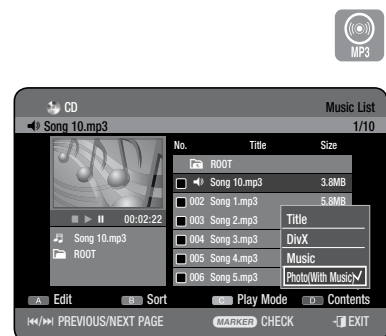 MP3
CD Music List
Song 10.mp3 1/10
No. Title Size
ROOT
Song 10.mp3 3.8MB
002 Song 1.mp3 5.8MB
00:02:22 003 Song 2.mp3 Title
Song 10.mp3 004 Song 3.mp3 DivX
ROOT 005 Song 4.mp3 Music
006 Song 5.mp3 Photo(With Music)
A Edit B Sort C Play Mode D Contents
PREVIOUS/NEXT PAGE MARKER CHECK EXIT